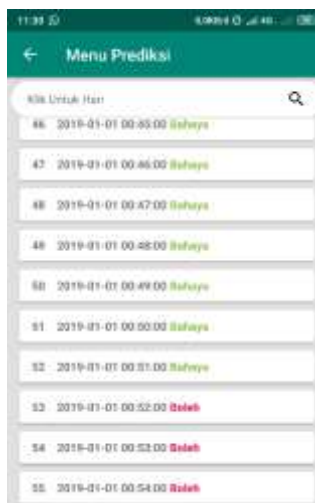 11:30
Menu Prediksi
Klik Untuk Hari
46 2019-01-01 00:45:00 Bahaya
47 2019-01-01 00:46:00 Bahaya
48 2019-01-01 00:47:00 Bahaya
49 2019-01-01 00:48:00 Bahaya
50 2019-01-01 00:49:00 Bahaya
51 2019-01-01 00:50:00 Bahaya
52 2019-01-01 00:51:00 Bahaya
53 2019-01-01 00:52:00 Boleh
54 2019-01-01 00:53:00 Boleh
55 2019-01-01 00:54:00 Boleh